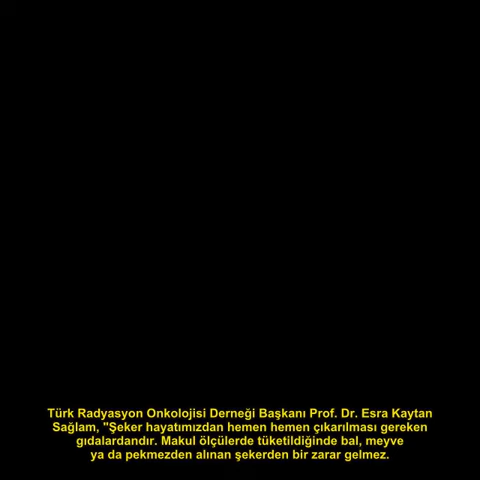 Türk Radyasyon Onkolojisi Derneği Başkanı Prof. Dr. Esra Kaytan
Sağlam, "Şeker hayatımızdan hemen hemen çıkarılması gereken
gıdalardandır. Makul ölçülerde tüketildiğinde bal, meyve
ya da pekmezden alınan şekerden bir zarar gelmez.